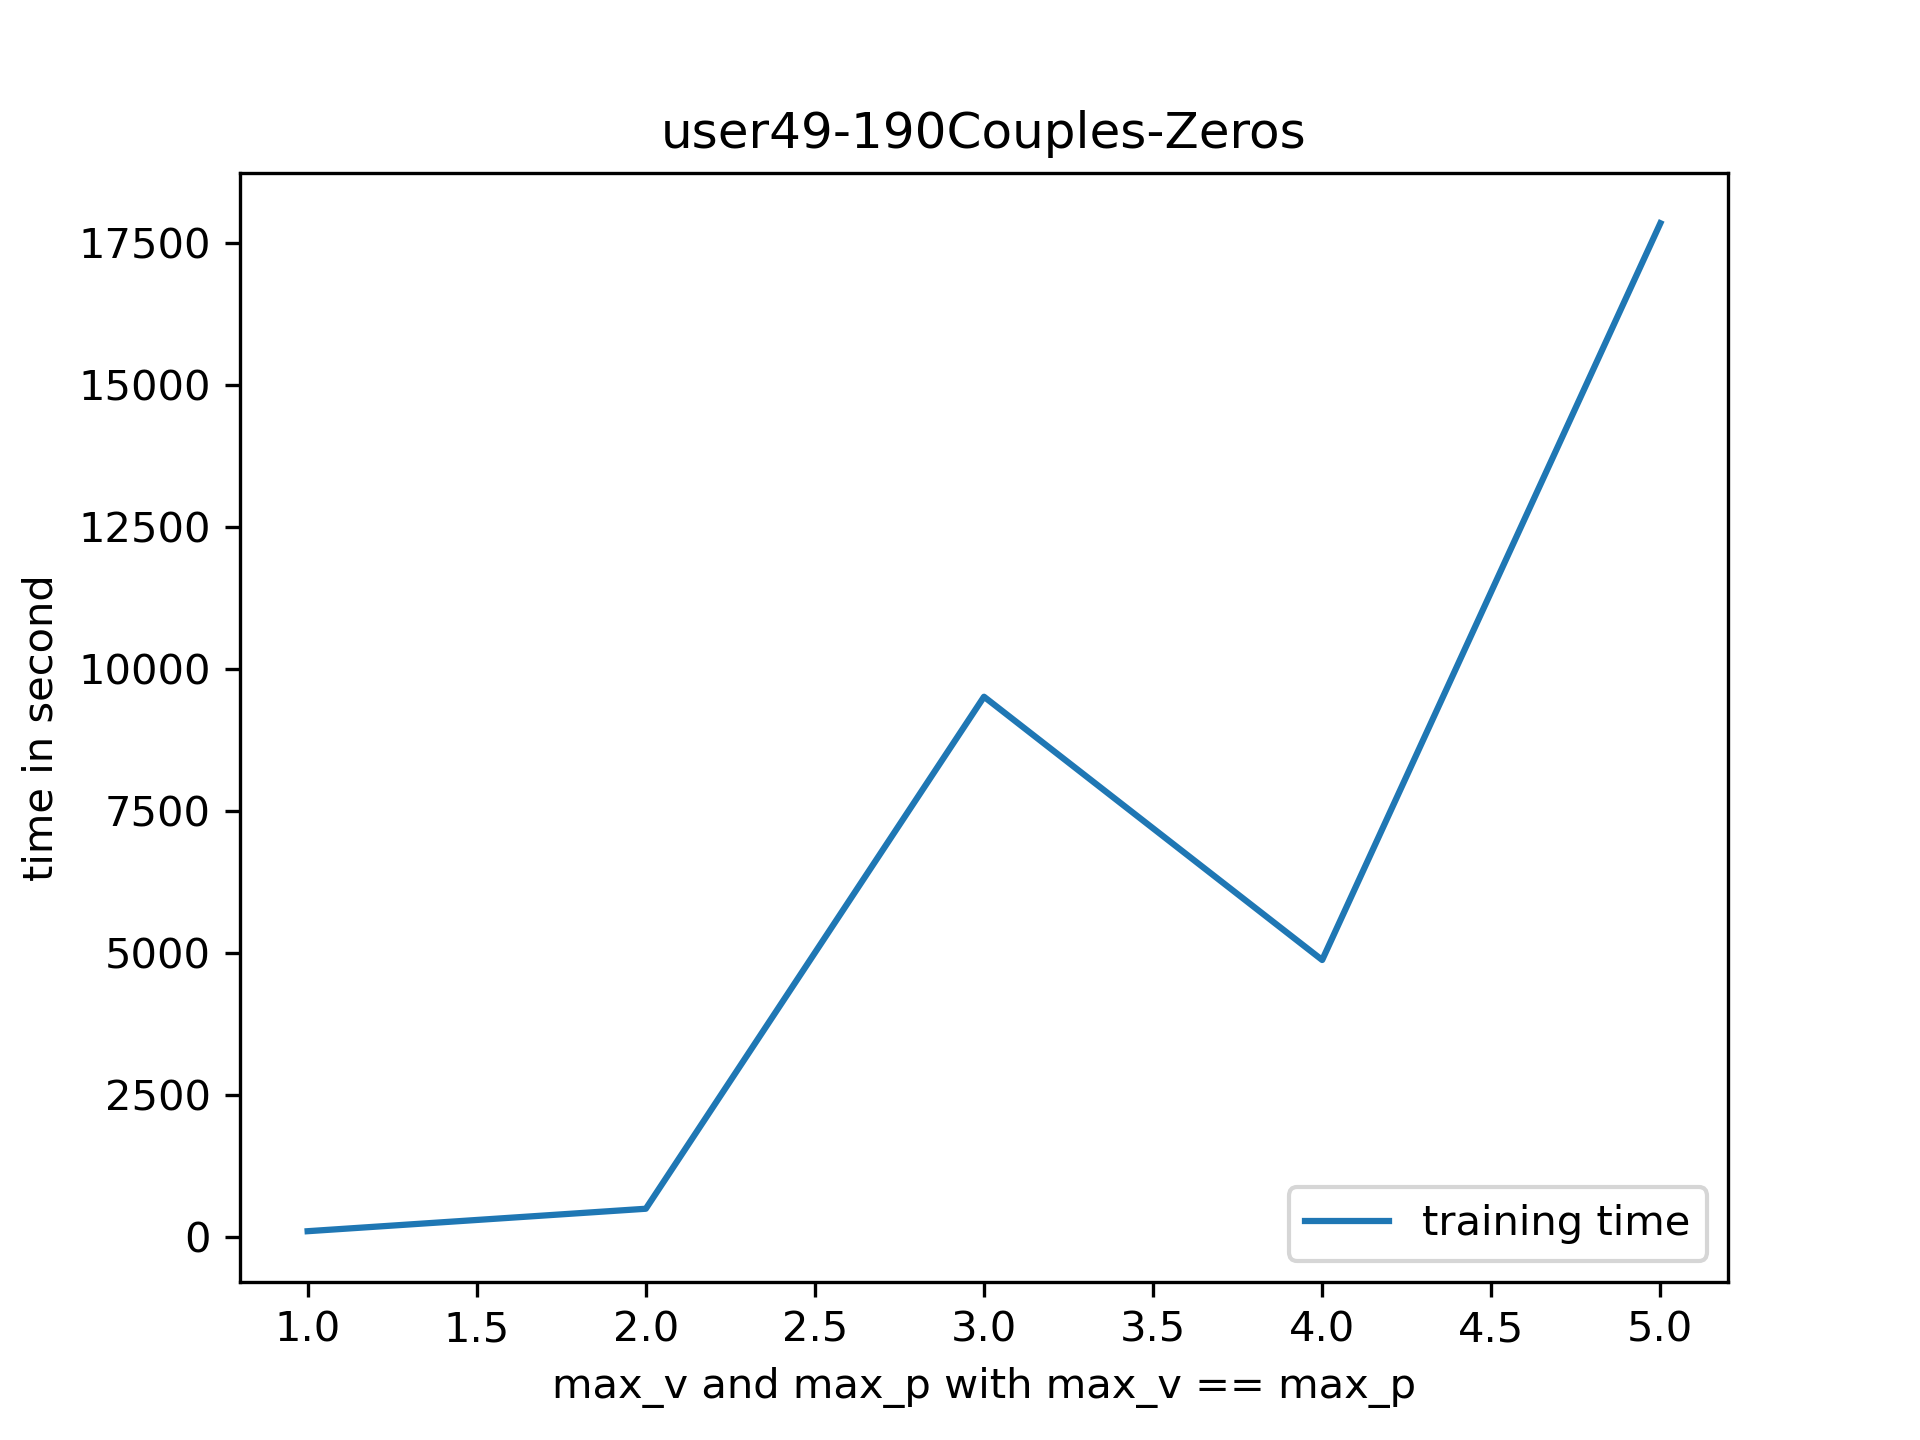 user49-190Couples-Zeros
17500
15000
12500
10000
7500
5000
2500
0
time in second
training time
1.0 1.5 2.0 2.5 3.0 3.5 4.0 4.5 5.0
max_v and max_p with max_v == max_p